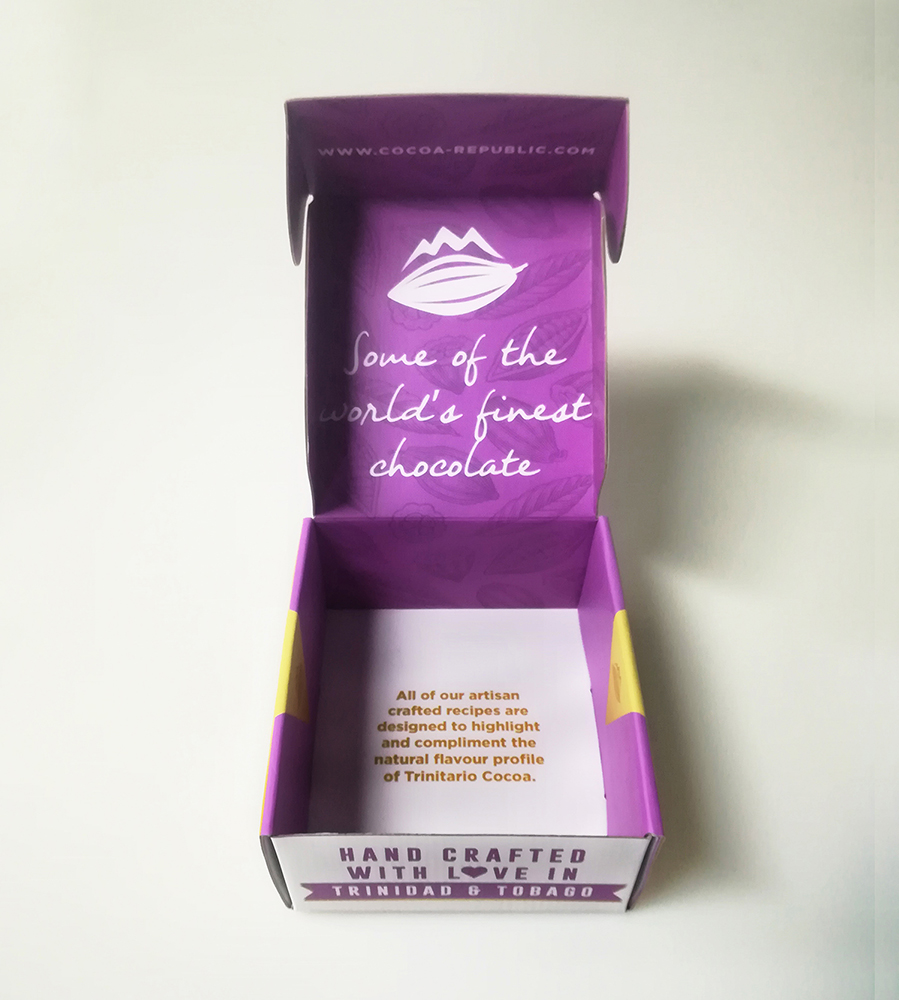 WWW.COCOA-REPUBLIC.COM
Some of the
world's finest
chocolate
All of our artisan
crafted recipes are
designed to highlight
and compliment the
natural flavour profile
of Trinitario Cocoa.
HAND CRAFTED
WITH L❤VE IN
TRINIDAD & TOBAGO